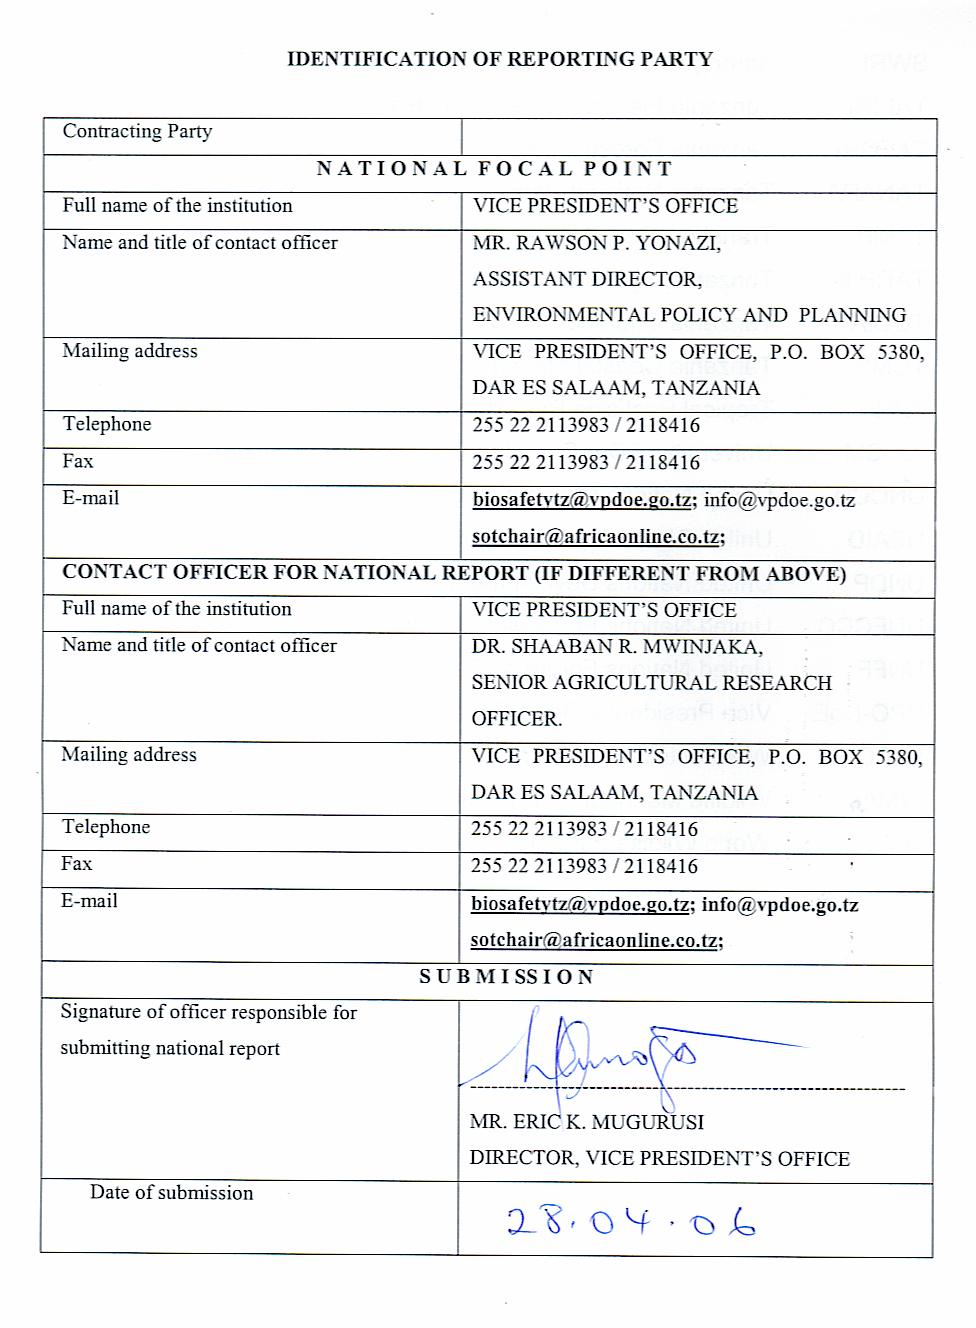 IDENTIFICATION OF REPORTING PARTY
Contracting Party
NATIONAL FOCAL POINT
Full name of the institution
VICE PRESIDENT'S OFFICE
Name and title of contact officer
MR. RAWSON P. YONAZI,
ASSISTANT DIRECTOR,
ENVIRONMENTAL POLICY AND PLANNING
Mailing address
VICE PRESIDENT'S OFFICE, P.O. BOX 5380,
DAR ES SALAAM, TANZANIA
Telephone
255 22 2113983 / 2118416
Fax
255 22 2113983 / 2118416
E-mail
biosafetytz@vpdoe.go.tz; info@vpdoe.go.tz
sotchair@africaonline.co.tz;
CONTACT OFFICER FOR NATIONAL REPORT (IF DIFFERENT FROM ABOVE)
Full name of the institution
VICE PRESIDENT'S OFFICE
Name and title of contact officer
DR. SHAABAN R. MWINJAKA,
SENIOR AGRICULTURAL RESEARCH
OFFICER.
Mailing address
VICE PRESIDENT'S OFFICE, P.O. BOX 5380,
DAR ES SALAAM, TANZANIA
Telephone
255 22 2113983 / 2118416
Fax
255 22 2113983 / 2118416
E-mail
biosafetytz@vpdoe.go.tz; info@vpdoe.go.tz
sotchair@africaonline.co.tz;
SUBMISSION
Signature of officer responsible for
submitting national report
MR. ERIC K. MUGURUSI
DIRECTOR, VICE PRESIDENT'S OFFICE
Date of submission
28.04.06